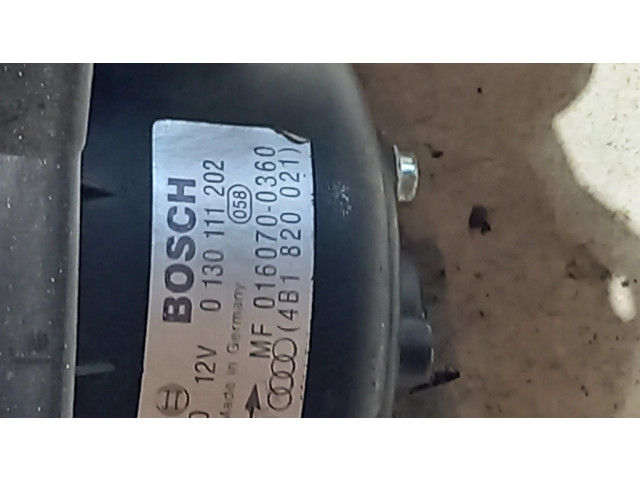 BOSCH
12V 0 130 111 202
Made in Germany 058
MF 016070-0360
(4B1 820 021)